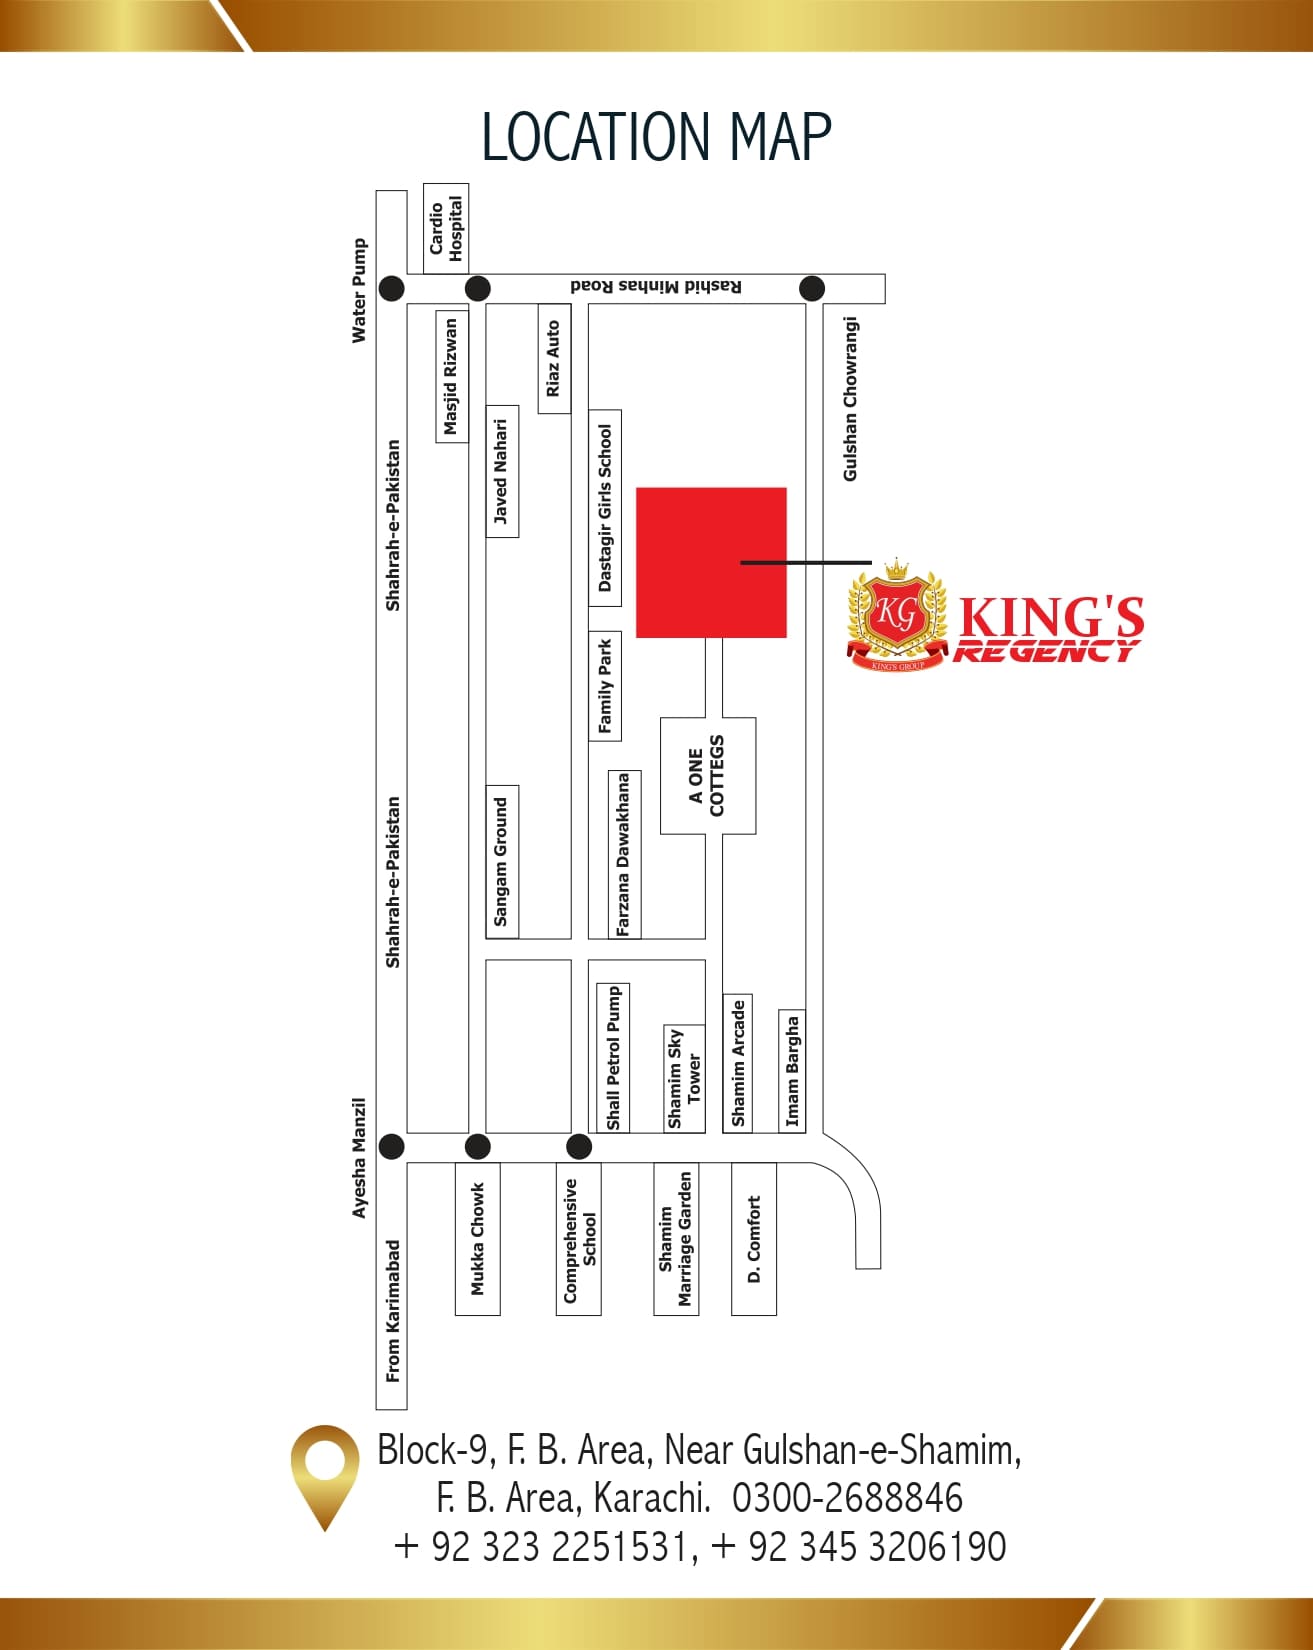 LOCATION MAP
Cardio
Hospital
Water Pump
Rashid Minhas Road
Masjid Rizwan
Riaz Auto
Gulshan Chowrangi
Javed Nahari
Dastagir Girls School
Shahrah-e-Pakistan
KG
KING'S GROUP
KING'S
REGENCY
Family Park
A ONE
COTTEGS
Farzana Dawakhana
Sangam Ground
Shahrah-e-Pakistan
Shall Petrol Pump
Shamim Sky
Tower
Shamim Arcade
Imam Bargha
Ayesha Manzil
Mukka Chowk
Comprehensive
School
Shamim
Marriage Garden
D. Comfort
From Karimabad
Block-9, F. B. Area, Near Gulshan-e-Shamim,
F. B. Area, Karachi. 0300-2688846
+ 92 323 2251531, + 92 345 3206190